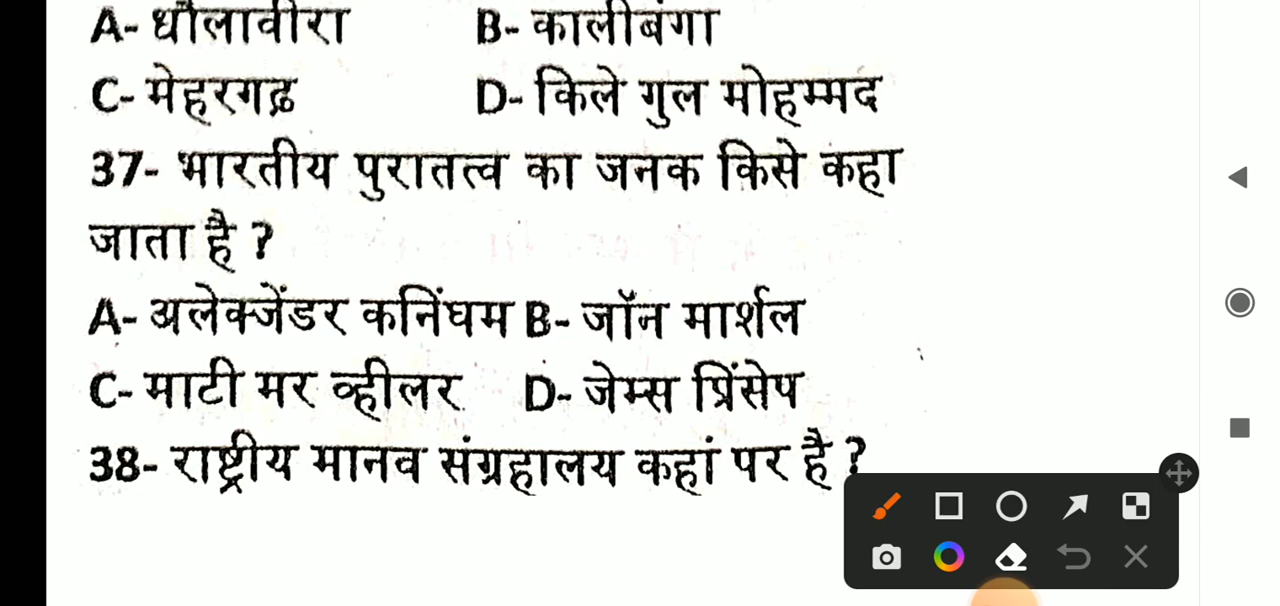 A- धौलावीरा B- कालीबंगा
C- मेहरगढ़ D- किले गुल मोहम्मद
37- भारतीय पुरातत्व का जनक किसे कहा
जाता है ?
A- अलेक्जेंडर कनिंघम B- जॉन मार्शल
C- माटी मर व्हीलर D- जेम्स प्रिंसेप
38- राष्ट्रीय मानव संग्रहालय कहां पर है ?